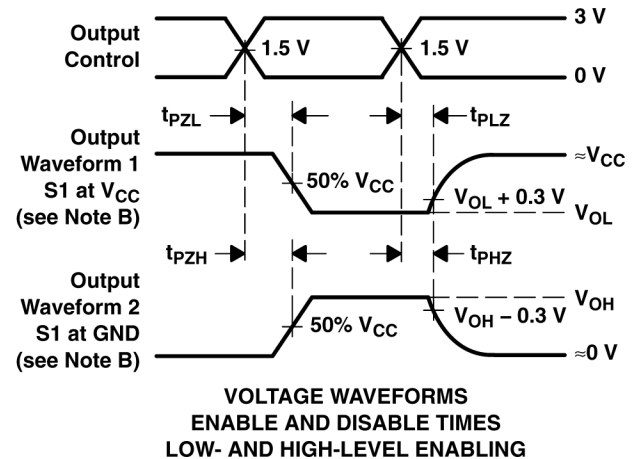 Output
Control
1.5 V
1.5 V
3 V
0 V
tPZL
tPLZ
Output
Waveform 1
S1 at VCC
(see Note B)
50% VCC
VOL + 0.3 V
≈VCC
VOL
tPZH
tPHZ
Output
Waveform 2
S1 at GND
(see Note B)
50% VCC
VOH
VOH − 0.3 V
≈0 V
VOLTAGE WAVEFORMS
ENABLE AND DISABLE TIMES
LOW- AND HIGH-LEVEL ENABLING